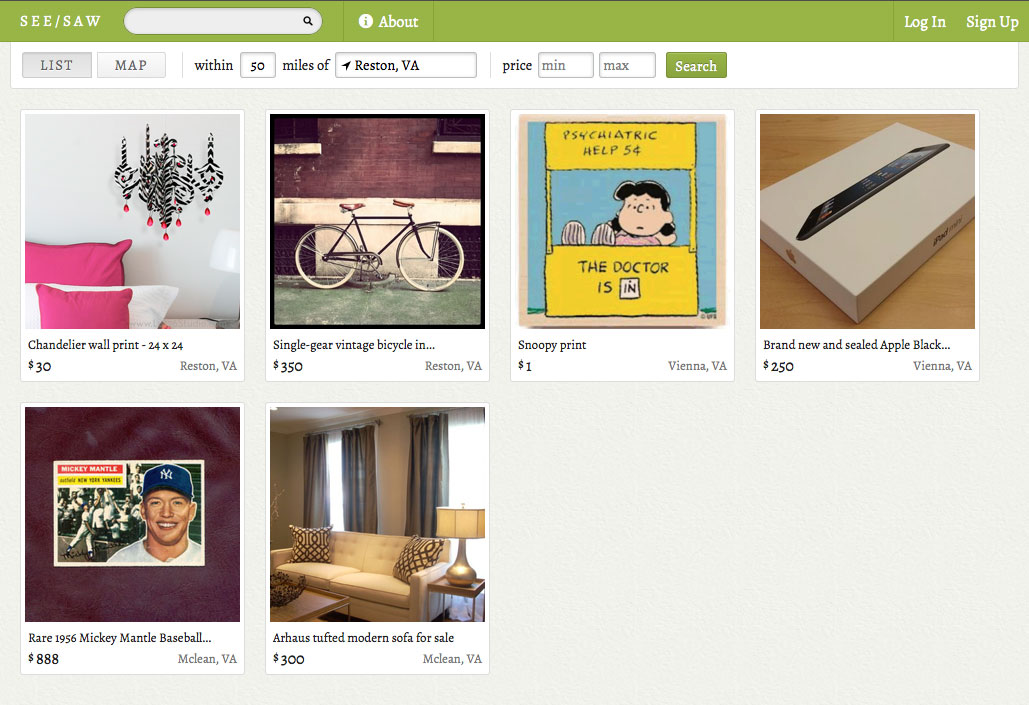 SEE/SAW
About
Log In
Sign Up
LIST
MAP
within 50 miles of Reston, VA
price min max Search
PSYCHIATRIC
HELP 5¢
THE DOCTOR
IS IN
Chandelier wall print - 24 x 24
$30 Reston, VA
Single-gear vintage bicycle in...
$350 Reston, VA
Snoopy print
$1 Vienna, VA
Brand new and sealed Apple Black...
$250 Vienna, VA
MICKEY MANTLE
outfield NEW YORK YANKEES
Rare 1956 Mickey Mantle Baseball...
$888 Mclean, VA
Arhaus tufted modern sofa for sale
$300 Mclean, VA